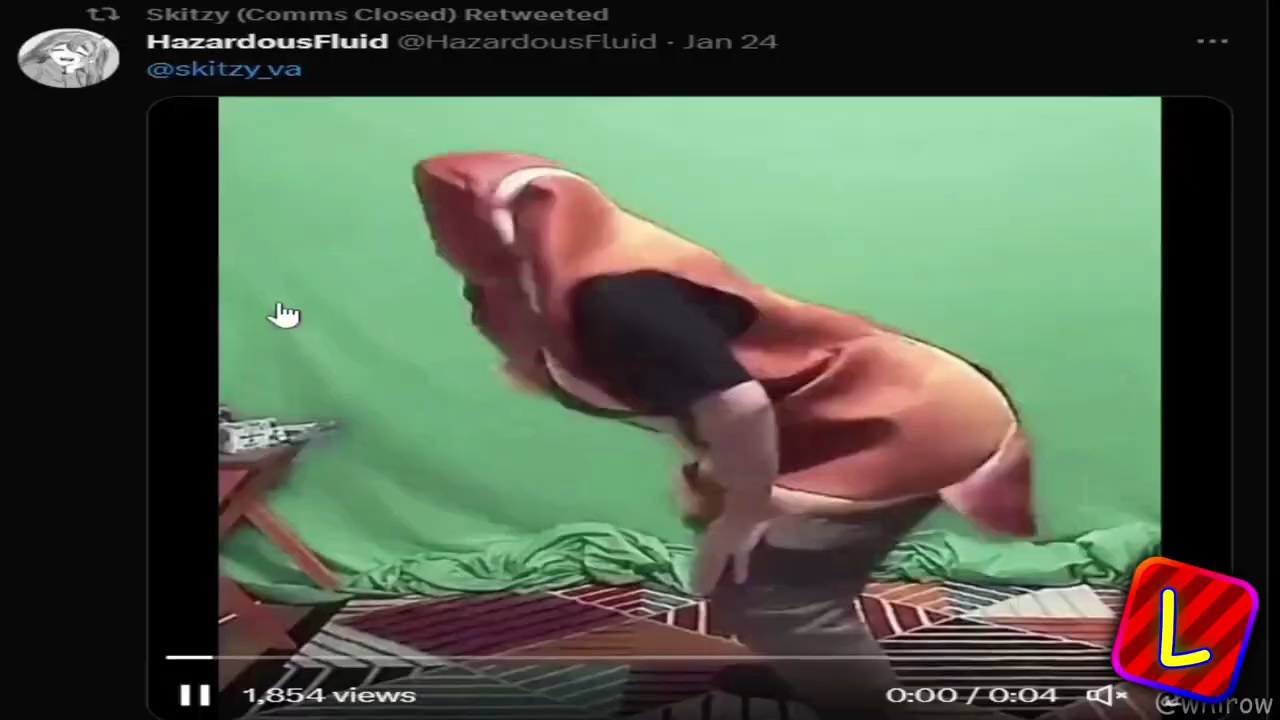 Skitzy (Comms Closed) Retweeted
HazardousFluid @HazardousFluid · Jan 24
@skitzy_va
1,854 views
0:00 / 0:04
L